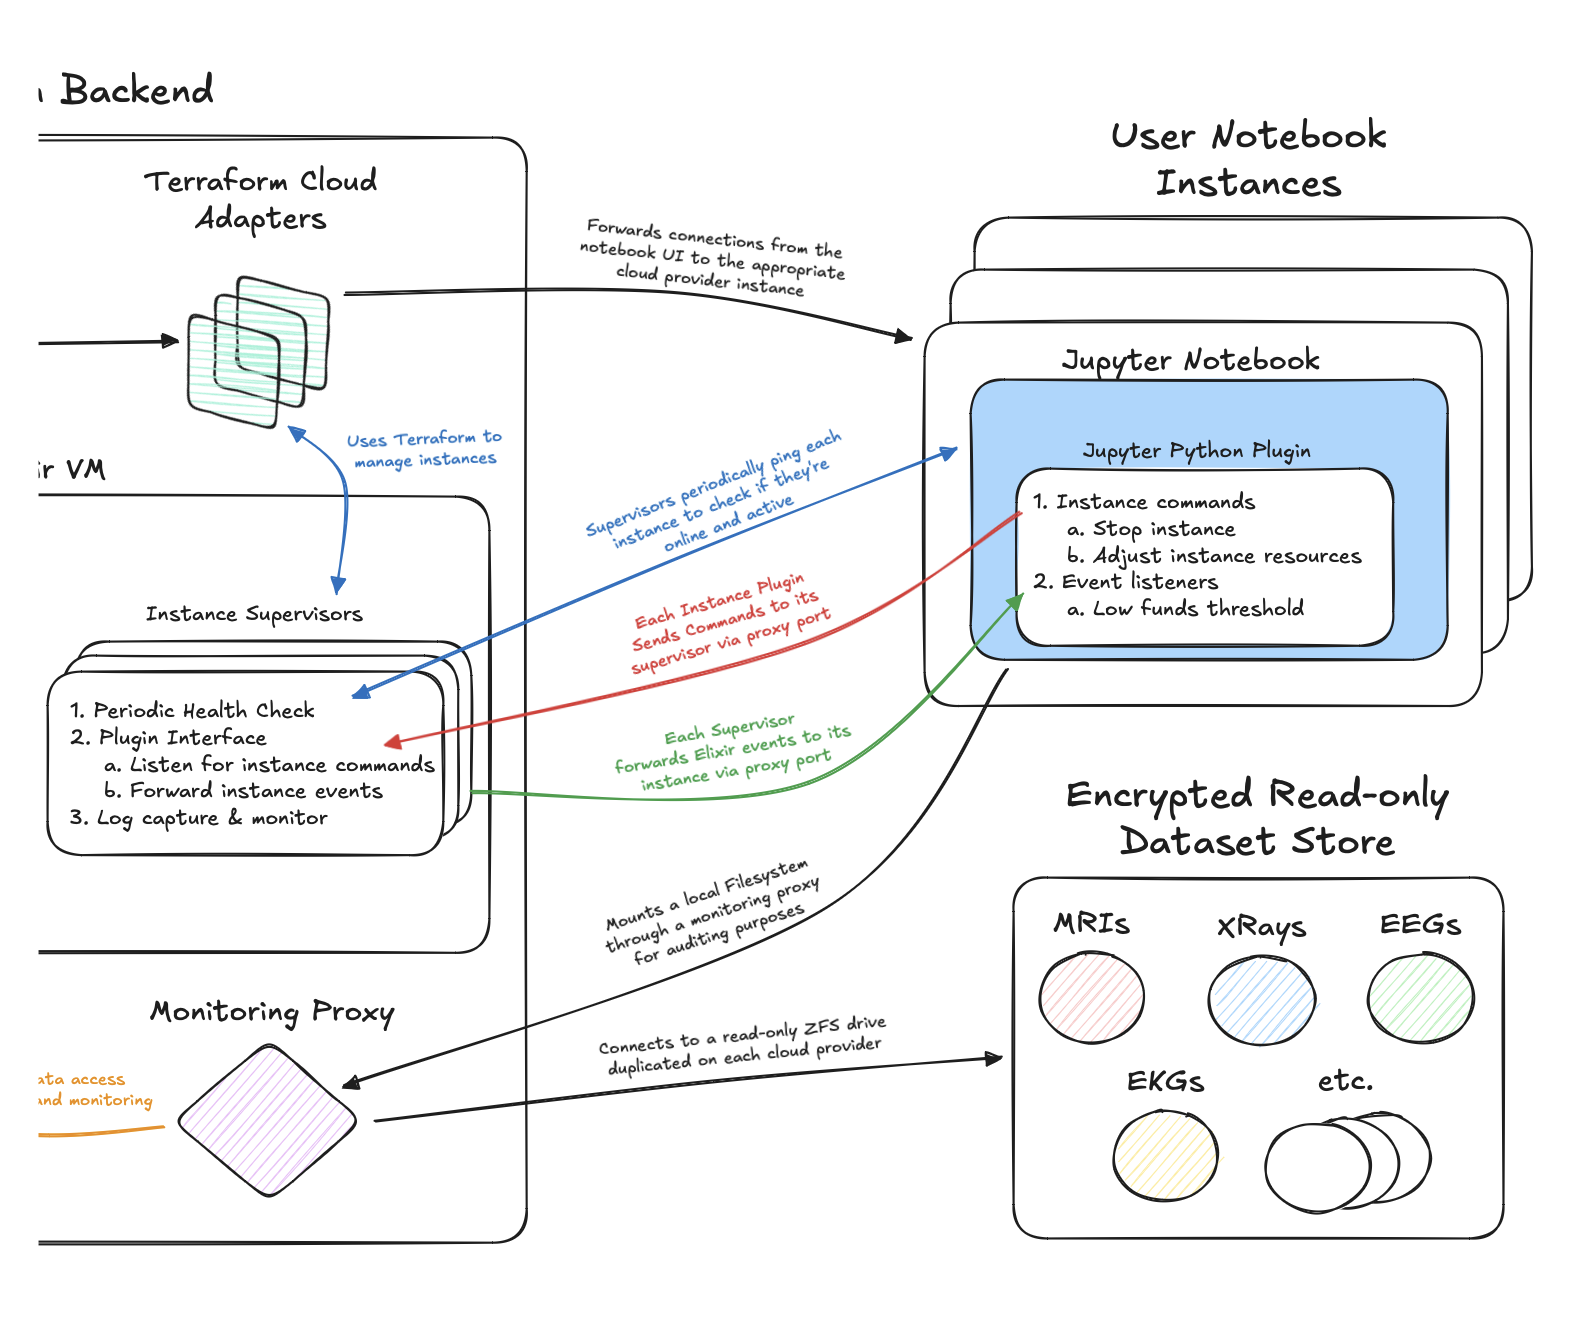 Backend
Terraform Cloud
Adapters
Uses Terraform to
manage instances
VM
Instance Supervisors
1. Periodic Health Check
2. Plugin Interface
a. Listen for instance commands
b. Forward instance events
3. Log capture & monitor
Monitoring Proxy
access
and monitoring
Forwards connections from the
notebook UI to the appropriate
cloud provider instance
Supervisors periodically ping each
instance to check if they're
online and active
Each Instance Plugin
Sends Commands to its
supervisor via proxy port
Each Supervisor
forwards Elixir events to its
instance via proxy port
Mounts a local Filesystem
through a monitoring proxy
for auditing purposes
Connects to a read-only ZFS drive
duplicated on each cloud provider
User Notebook
Instances
Jupyter Notebook
Jupyter Python Plugin
1. Instance commands
a. Stop instance
b. Adjust instance resources
2. Event listeners
a. Low funds threshold
Encrypted Read-only
Dataset Store
MRIs
XRays
EEGs
EKGs
etc.